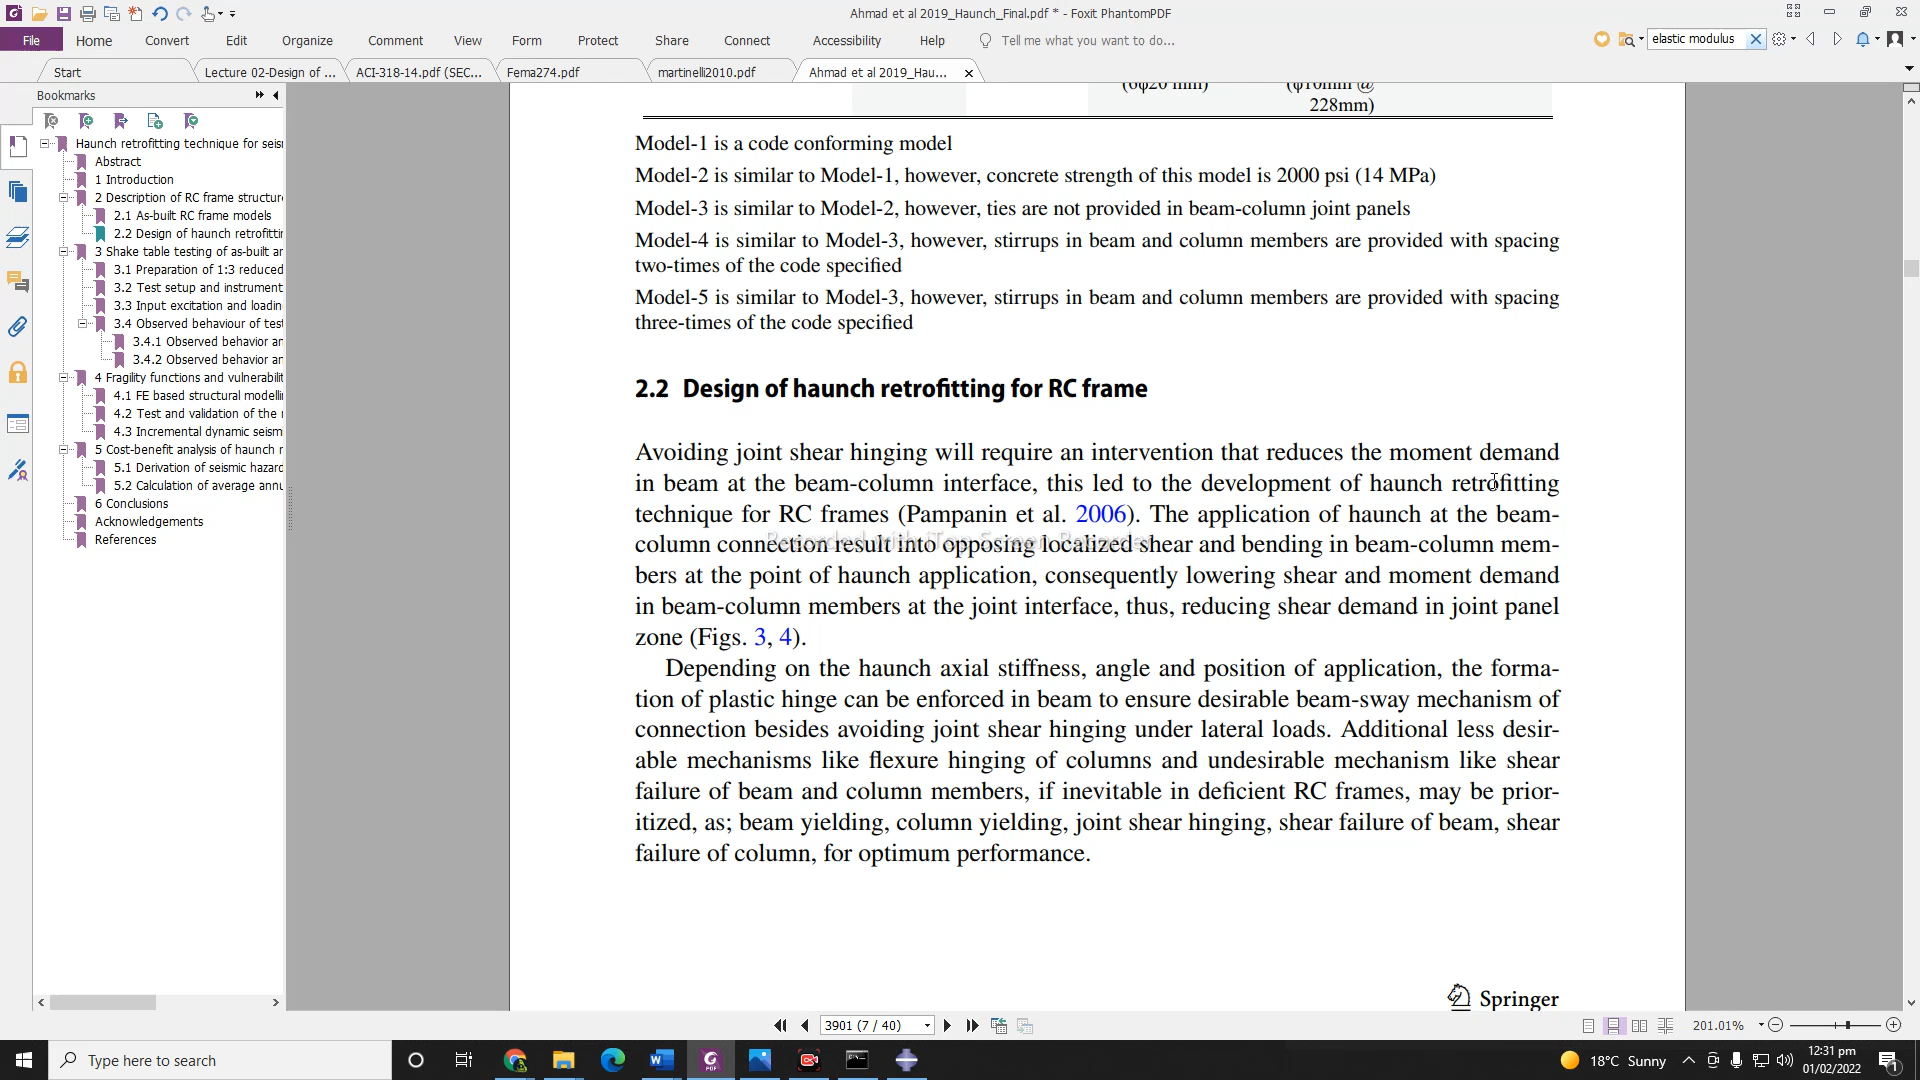 Ahmad et al 2019_Haunch_Final.pdf * - Foxit PhantomPDF
File Home Convert Edit Organize Comment View Form Protect Share Connect Accessibility Help Tell me what you want to do... elastic modulus
Start Lecture 02-Design of ... ACI-318-14.pdf (SEC... Fema274.pdf martinelli2010.pdf Ahmad et al 2019_Hau...
Bookmarks
Haunch retrofitting technique for seis
Abstract
1 Introduction
2 Description of RC frame structure
2.1 As-built RC frame models
2.2 Design of haunch retrofittin
3 Shake table testing of as-built an
3.1 Preparation of 1:3 reduced
3.2 Test setup and instrument
3.3 Input excitation and loadin
3.4 Observed behaviour of test
3.4.1 Observed behavior an
3.4.2 Observed behavior an
4 Fragility functions and vulnerabilit
4.1 FE based structural modelli
4.2 Test and validation of the
4.3 Incremental dynamic seism
5 Cost-benefit analysis of haunch r
5.1 Derivation of seismic hazard
5.2 Calculation of average annu
6 Conclusions
Acknowledgements
References
(6φ20 mm) (φ10mm @
228mm)
Model-1 is a code conforming model
Model-2 is similar to Model-1, however, concrete strength of this model is 2000 psi (14 MPa)
Model-3 is similar to Model-2, however, ties are not provided in beam-column joint panels
Model-4 is similar to Model-3, however, stirrups in beam and column members are provided with spacing
two-times of the code specified
Model-5 is similar to Model-3, however, stirrups in beam and column members are provided with spacing
three-times of the code specified
2.2 Design of haunch retrofitting for RC frame
Avoiding joint shear hinging will require an intervention that reduces the moment demand
in beam at the beam-column interface, this led to the development of haunch retrofitting
technique for RC frames (Pampanin et al. 2006). The application of haunch at the beam-
column connection result into opposing localized shear and bending in beam-column mem-
bers at the point of haunch application, consequently lowering shear and moment demand
in beam-column members at the joint interface, thus, reducing shear demand in joint panel
zone (Figs. 3, 4).
Depending on the haunch axial stiffness, angle and position of application, the forma-
tion of plastic hinge can be enforced in beam to ensure desirable beam-sway mechanism of
connection besides avoiding joint shear hinging under lateral loads. Additional less desir-
able mechanisms like flexure hinging of columns and undesirable mechanism like shear
failure of beam and column members, if inevitable in deficient RC frames, may be prior-
itized, as; beam yielding, column yielding, joint shear hinging, shear failure of beam, shear
failure of column, for optimum performance.
Recorded with iTop Screen Recorder
Springer
3901 (7 / 40)
201.01%
Type here to search
18°C Sunny
12:31 pm
01/02/2022
1